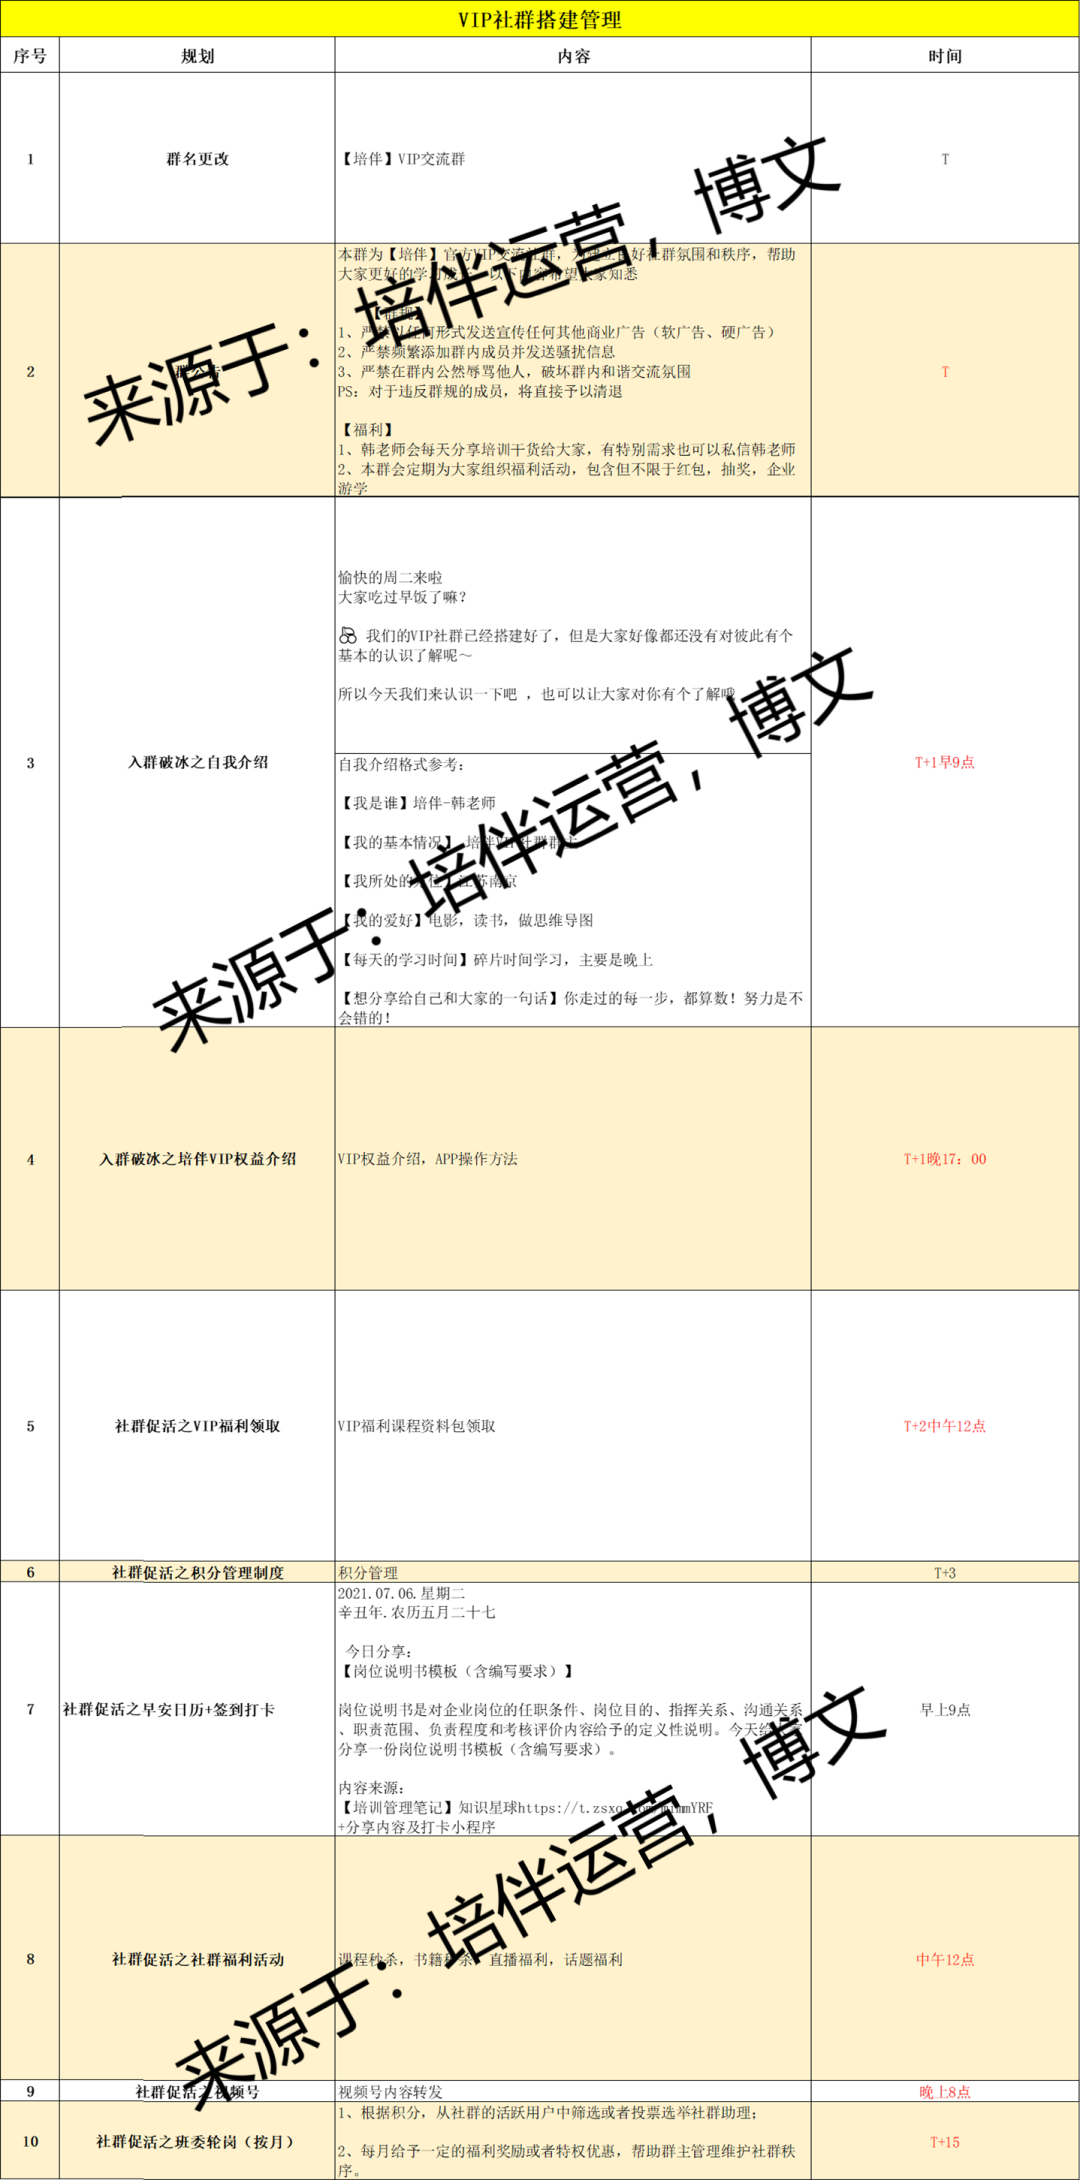 VIP社群搭建管理
序号 规划 内容 时间
1 群名更改 【培伴】VIP交流群 T
2 群公告
本群为【培伴】官方VIP交流社群，为建立良好社群氛围和秩序，帮助
大家更好的学习成长，以下内容希望大家知悉
【群规】
1、严禁以任何形式发送宣传任何其他商业广告（软广告、硬广告）
2、严禁频繁添加群内成员并发送骚扰信息
3、严禁在群内公然辱骂他人，破坏群内和谐交流氛围
PS：对于违反群规的成员，将直接予以清退
【福利】
1、韩老师会每天分享培训干货给大家，有特别需求也可以私信韩老师
2、本群会定期为大家组织福利活动，包含但不限于红包，抽奖，企业
游学
T
来源于：培伴运营，博文
3 入群破冰之自我介绍
愉快的周二来啦
大家吃过早饭了嘛？
我们的VIP社群已经搭建好了，但是大家好像都还没有对彼此有个
基本的认识了解呢～
所以今天我们来认识一下吧 ，也可以让大家对你有个了解哦
自我介绍格式参考：
【我是谁】培伴-韩老师
【我的基本情况】 培伴VIP社群群主
【我所处的方位】江苏南京
【我的爱好】电影，读书，做思维导图
【每天的学习时间】碎片时间学习，主要是晚上
【想分享给自己和大家的一句话】你走过的每一步，都算数！努力是不
会错的！
T+1早9点
来源于：培伴运营，博文
4 入群破冰之培伴VIP权益介绍 VIP权益介绍，APP操作方法 T+1晚17：00
5 社群促活之VIP福利领取 VIP福利课程资料包领取 T+2中午12点
6 社群促活之积分管理制度 积分管理 T+3
7 社群促活之早安日历+签到打卡
2021.07.06.星期二
辛丑年.农历五月二十七
今日分享：
【岗位说明书模板（含编写要求）】
岗位说明书是对企业岗位的任职条件、岗位目的、指挥关系、沟通关系
、职责范围、负责程度和考核评价内容给予的定义性说明。今天给大家
分享一份岗位说明书模板（含编写要求）。
内容来源：
【培训管理笔记】知识星球https://t.zsxq
+分享内容及打卡小程序
早上9点
8 社群促活之社群福利活动 课程秒杀，书籍秒杀，直播福利，话题福利 中午12点
来源于：培伴运营，博文
9 社群促活之视频号 视频号内容转发 晚上8点
10 社群促活之班委轮岗（按月）
1、根据积分，从社群的活跃用户中筛选或者投票选举社群助理；
2、每月给予一定的福利奖励或者特权优惠，帮助群主管理维护社群秩
序。
T+15